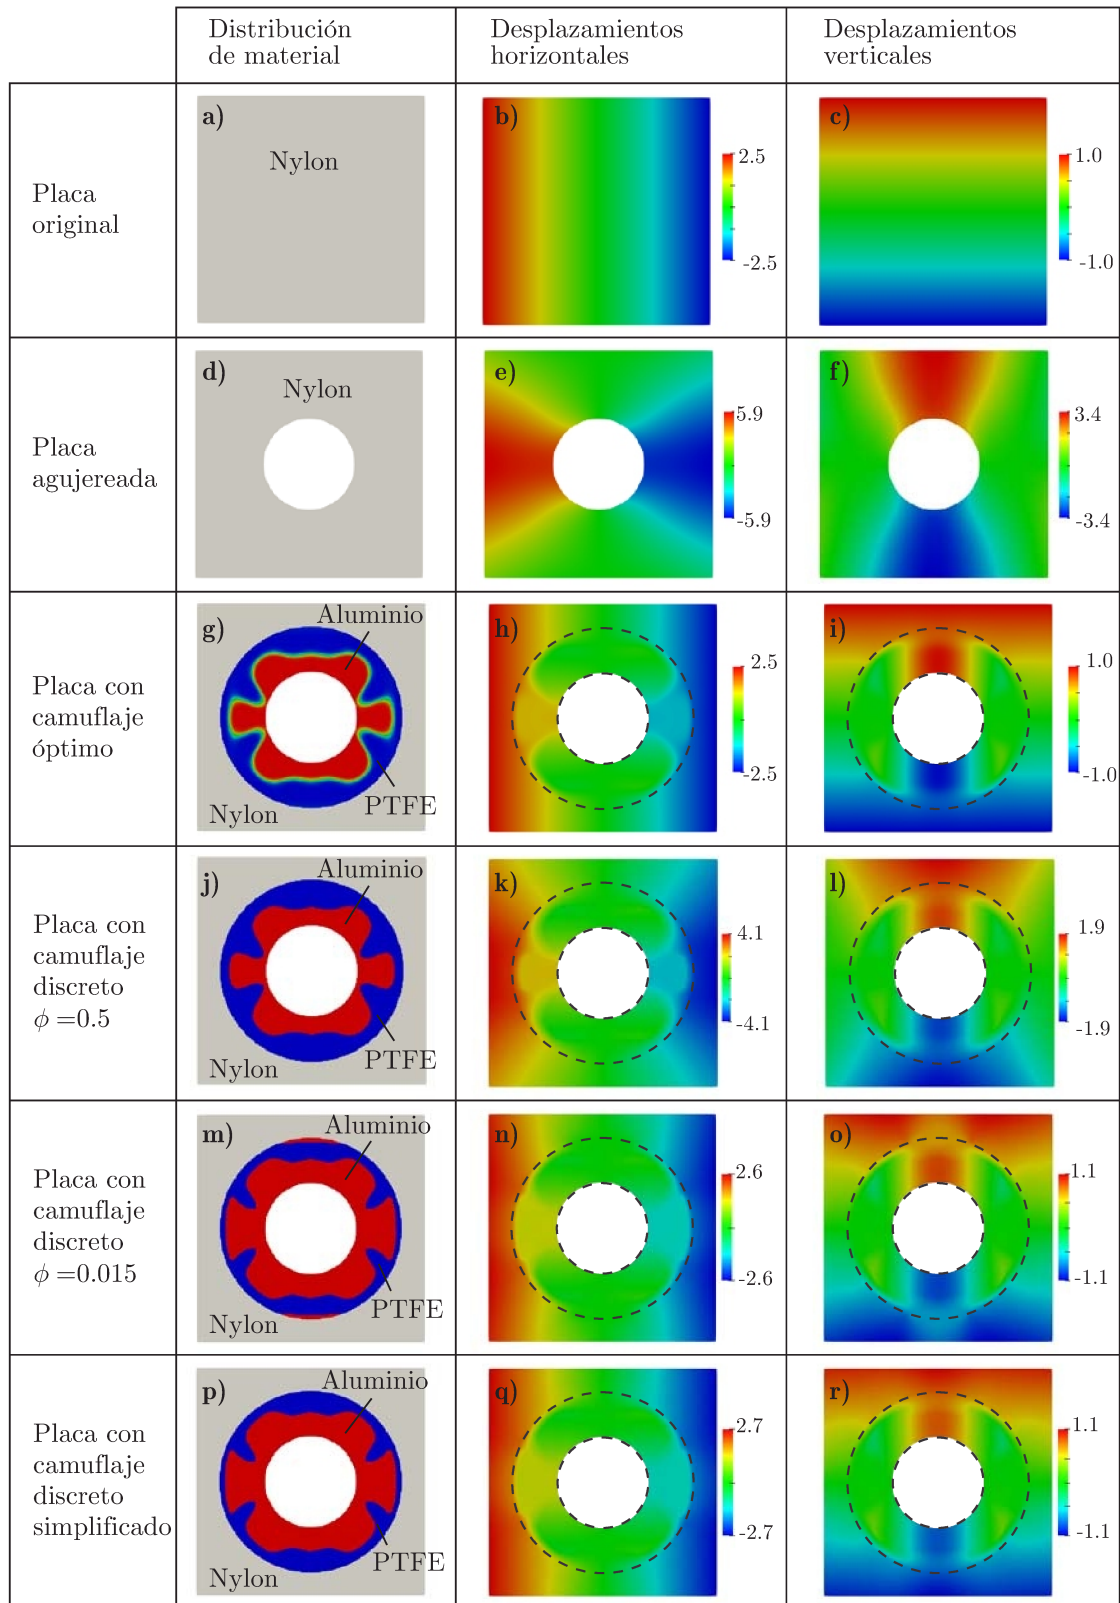 Distribución
de material
Desplazamientos
horizontales
Desplazamientos
verticales
Placa
original
a)
Nylon
b)
2.5
-2.5
c)
1.0
-1.0
Placa
agujereada
d)
Nylon
e)
5.9
-5.9
f)
3.4
-3.4
Placa con
camuflaje
óptimo
g)
Aluminio
PTFE
Nylon
h)
2.5
-2.5
i)
1.0
-1.0
Placa con
camuflaje
discreto
ϕ =0.5
j)
Aluminio
PTFE
Nylon
k)
4.1
-4.1
l)
1.9
-1.9
Placa con
camuflaje
discreto
ϕ =0.015
m)
Aluminio
PTFE
Nylon
n)
2.6
-2.6
o)
1.1
-1.1
Placa con
camuflaje
discreto
simplificado
p)
Aluminio
PTFE
Nylon
q)
2.7
-2.7
r)
1.1
-1.1